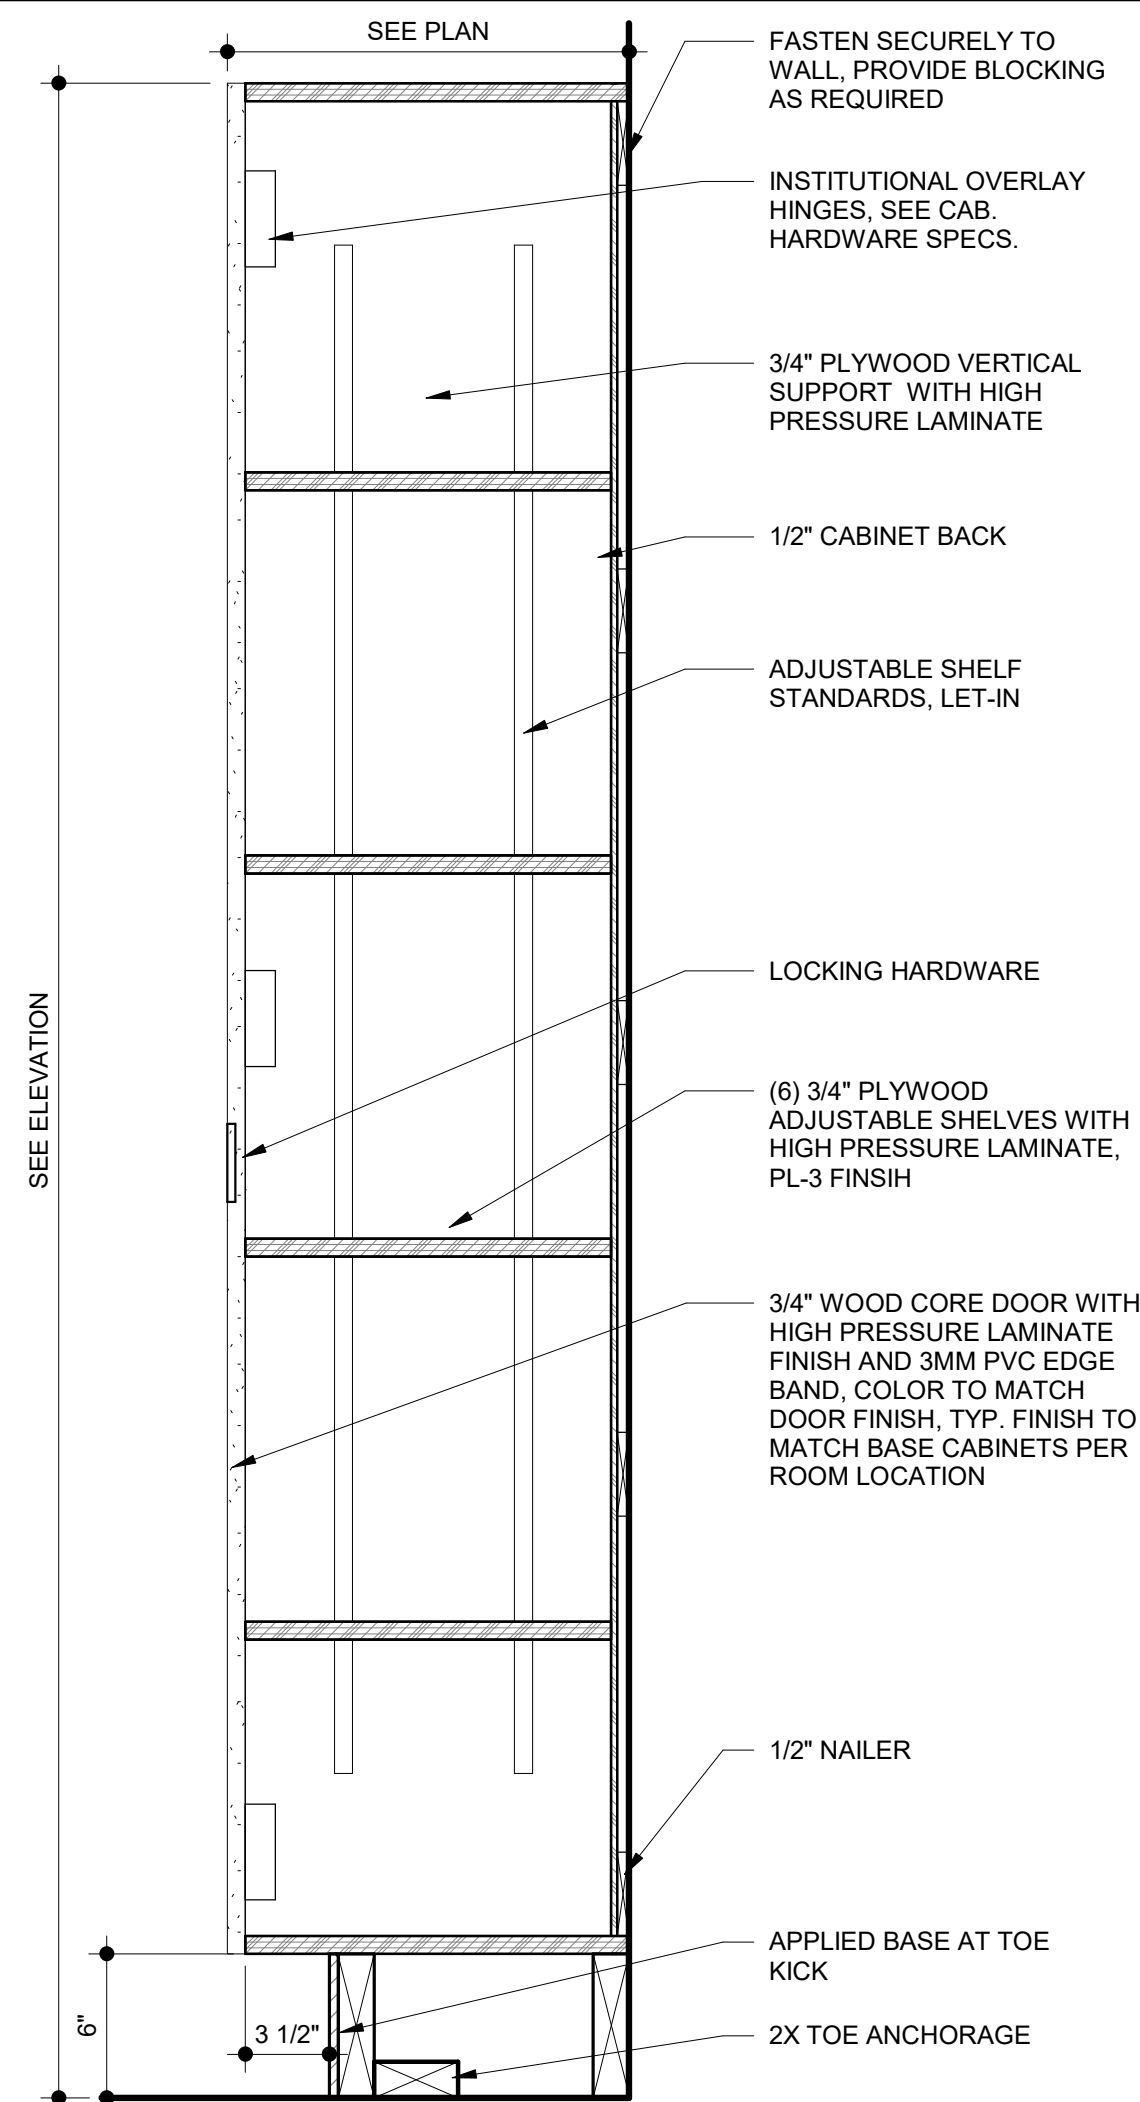 SEE PLAN
FASTEN SECURELY TO
WALL, PROVIDE BLOCKING
AS REQUIRED
INSTITUTIONAL OVERLAY
HINGES, SEE CAB.
HARDWARE SPECS.
3/4" PLYWOOD VERTICAL
SUPPORT WITH HIGH
PRESSURE LAMINATE
1/2" CABINET BACK
ADJUSTABLE SHELF
STANDARDS, LET-IN
LOCKING HARDWARE
SEE ELEVATION
(6) 3/4" PLYWOOD
ADJUSTABLE SHELVES WITH
HIGH PRESSURE LAMINATE,
PL-3 FINSIH
3/4" WOOD CORE DOOR WITH
HIGH PRESSURE LAMINATE
FINISH AND 3MM PVC EDGE
BAND, COLOR TO MATCH
DOOR FINISH, TYP. FINISH TO
MATCH BASE CABINETS PER
ROOM LOCATION
1/2" NAILER
APPLIED BASE AT TOE
KICK
6"
3 1/2"
2X TOE ANCHORAGE